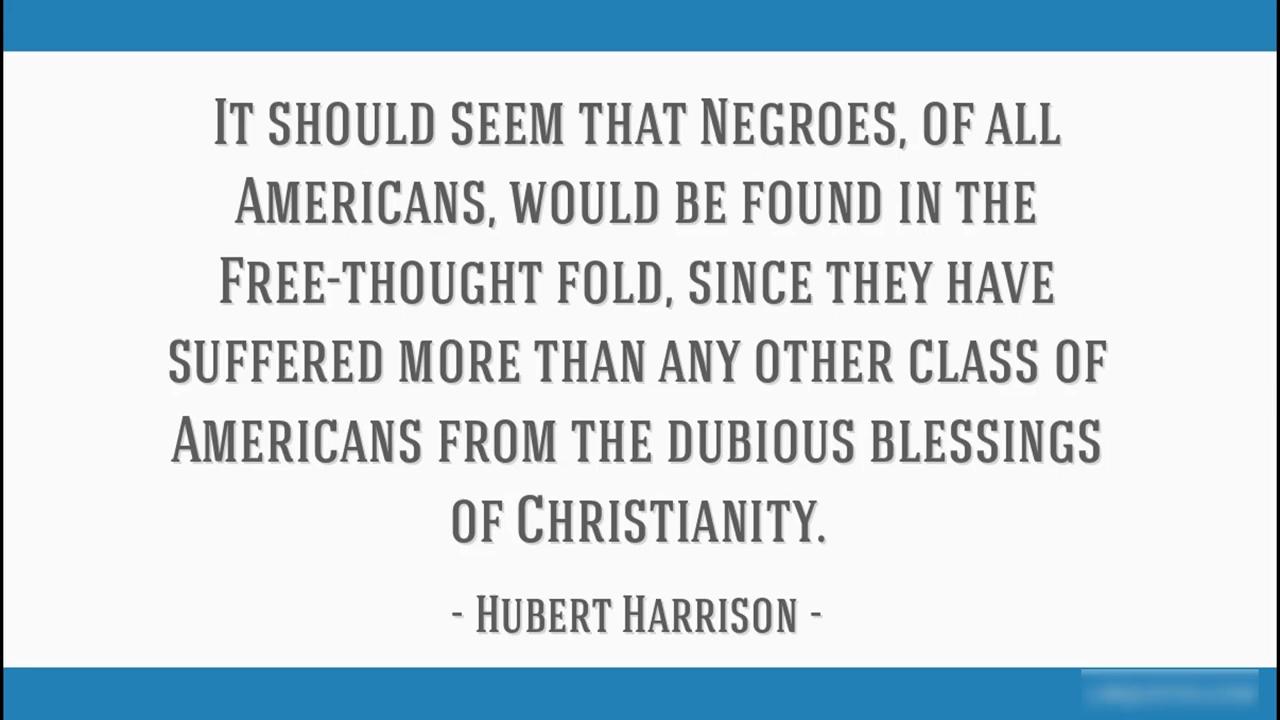 It should seem that Negroes, of all
Americans, would be found in the
Free-thought fold, since they have
suffered more than any other class of
Americans from the dubious blessings
of Christianity.
- Hubert Harrison -